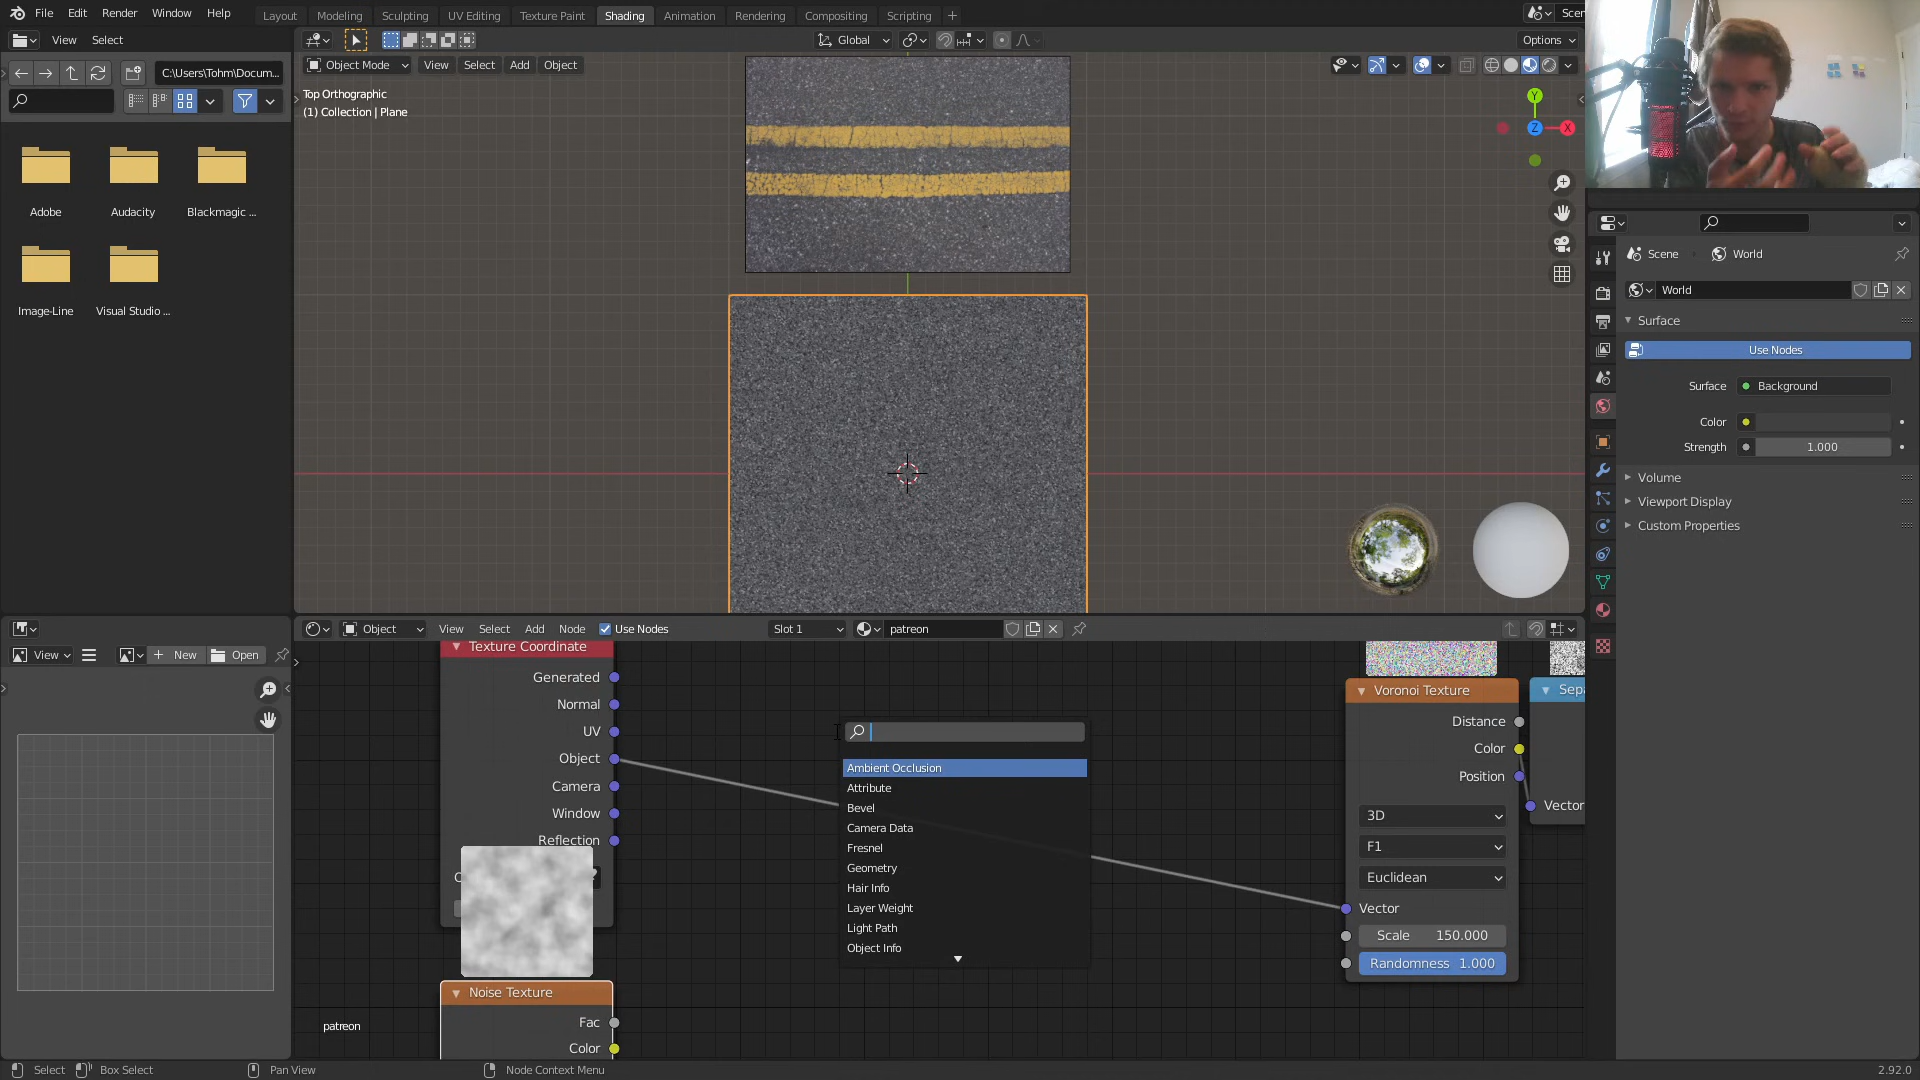 File Edit Render Window Help
Layout Modeling Sculpting UV Editing Texture Paint Shading Animation Rendering Compositing Scripting
View Select
Global
Options
C:\Users\Tohm\Docum...
Object Mode View Select Add Object
Top Orthographic
(1) Collection | Plane
Y
Z
X
Adobe
Audacity
Blackmagic ...
Image-Line
Visual Studio ...
Scene
World
World
Surface
Use Nodes
Surface
Background
Color
Strength
1.000
Volume
Viewport Display
Custom Properties
Object View Select Add Node Use Nodes Slot 1 patreon
View
New
Open
Texture Coordinate
Generated
Normal
UV
Object
Camera
Window
Reflection
Noise Texture
Fac
Color
patreon
Ambient Occlusion
Attribute
Bevel
Camera Data
Fresnel
Geometry
Hair Info
Layer Weight
Light Path
Object Info
Voronoi Texture
Distance
Color
Position
3D
F1
Euclidean
Vector
Scale 150.000
Randomness 1.000
Vector
Select
Box Select
Pan View
Node Context Menu
2.92.0